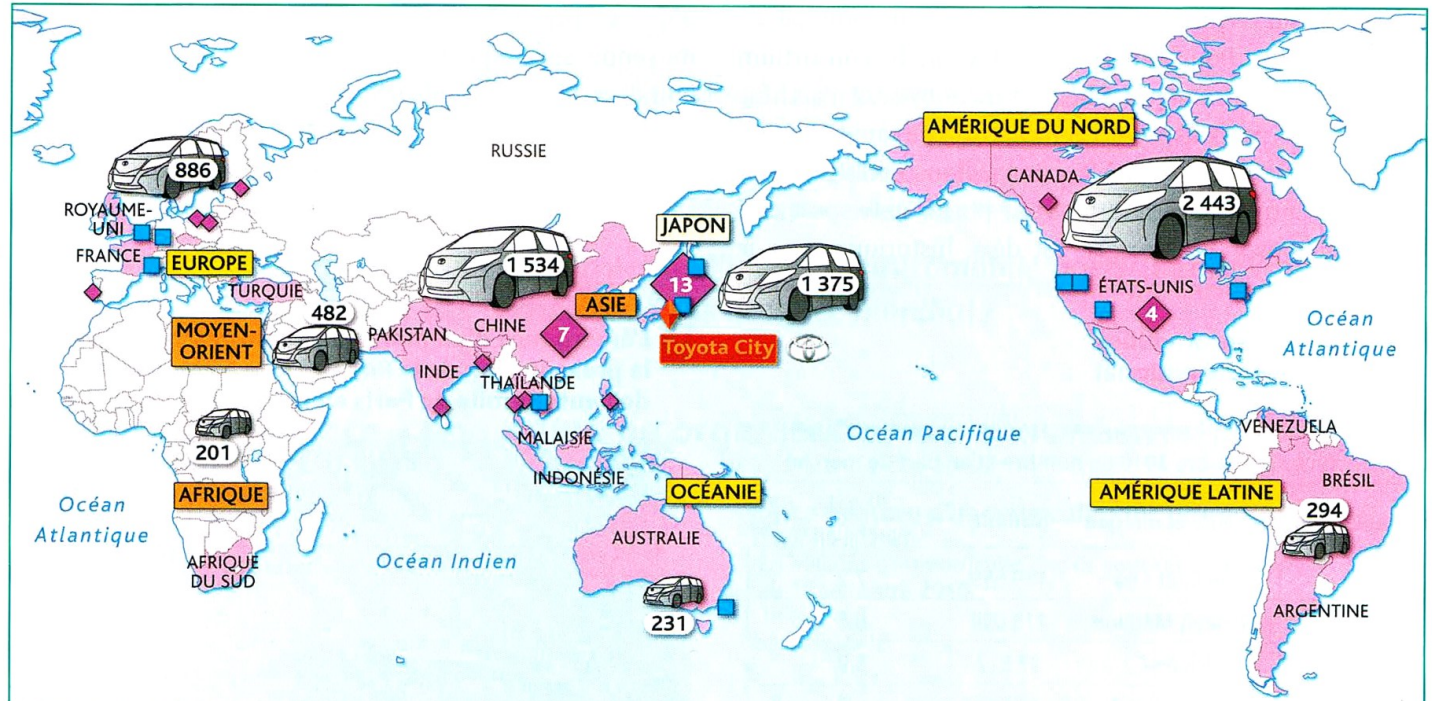 AMÉRIQUE DU NORD
RUSSIE
886
CANADA
ROYAUME-
UNI
2 443
JAPON
FRANCE
EUROPE
1 534
13
1 375
TURQUIE
ASIE
ÉTATS-UNIS
4
482
MOYEN-
ORIENT
PAKISTAN
CHINE
7
Toyota City
Océan
Atlantique
INDE
THAÏLANDE
201
MALAISIE
Océan Pacifique
VENEZUELA
INDONÉSIE
BRÉSIL
AFRIQUE
OCÉANIE
AMÉRIQUE LATINE
Océan
Atlantique
294
AUSTRALIE
Océan Indien
AFRIQUE
DU SUD
231
ARGENTINE